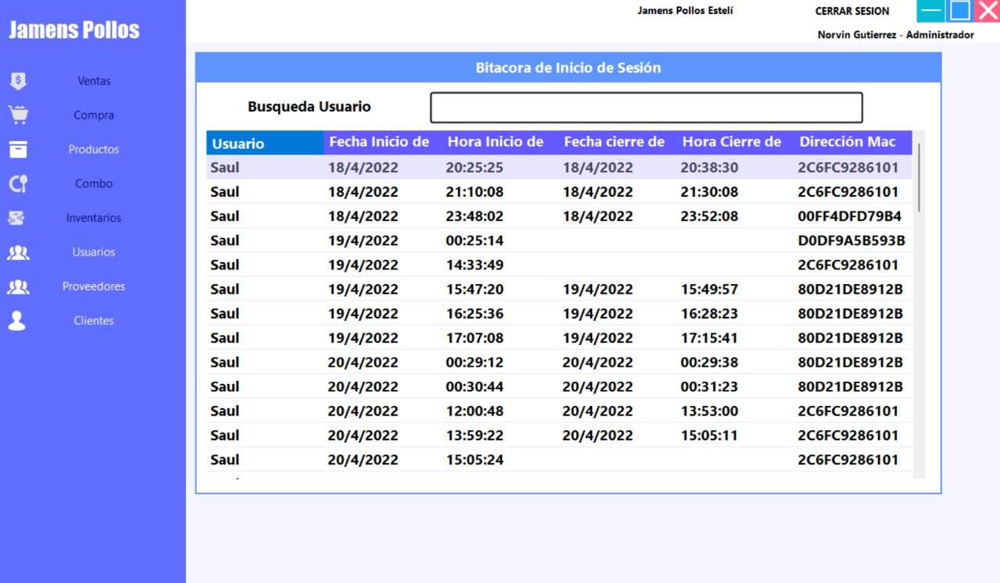 Jamens Pollos Estelí
CERRAR SESION
Norvin Gutierrez - Administrador
Jamens Pollos
Ventas
Compra
Productos
Combo
Inventarios
Usuarios
Proveedores
Clientes
Bitacora de Inicio de Sesión
Busqueda Usuario
Usuario Fecha Inicio de Hora Inicio de Fecha cierre de Hora Cierre de Dirección Mac
Saul 18/4/2022 20:25:25 18/4/2022 20:38:30 2C6FC9286101
Saul 18/4/2022 21:10:08 18/4/2022 21:30:08 2C6FC9286101
Saul 18/4/2022 23:48:02 18/4/2022 23:52:08 00FF4DFD79B4
Saul 19/4/2022 00:25:14 D0DF9A5B593B
Saul 19/4/2022 14:33:49 2C6FC9286101
Saul 19/4/2022 15:47:20 19/4/2022 15:49:57 80D21DE8912B
Saul 19/4/2022 16:25:36 19/4/2022 16:28:23 80D21DE8912B
Saul 19/4/2022 17:07:08 19/4/2022 17:15:41 80D21DE8912B
Saul 20/4/2022 00:29:12 20/4/2022 00:29:38 80D21DE8912B
Saul 20/4/2022 00:30:44 20/4/2022 00:31:23 80D21DE8912B
Saul 20/4/2022 12:00:48 20/4/2022 13:53:00 2C6FC9286101
Saul 20/4/2022 13:59:22 20/4/2022 15:05:11 2C6FC9286101
Saul 20/4/2022 15:05:24 2C6FC9286101